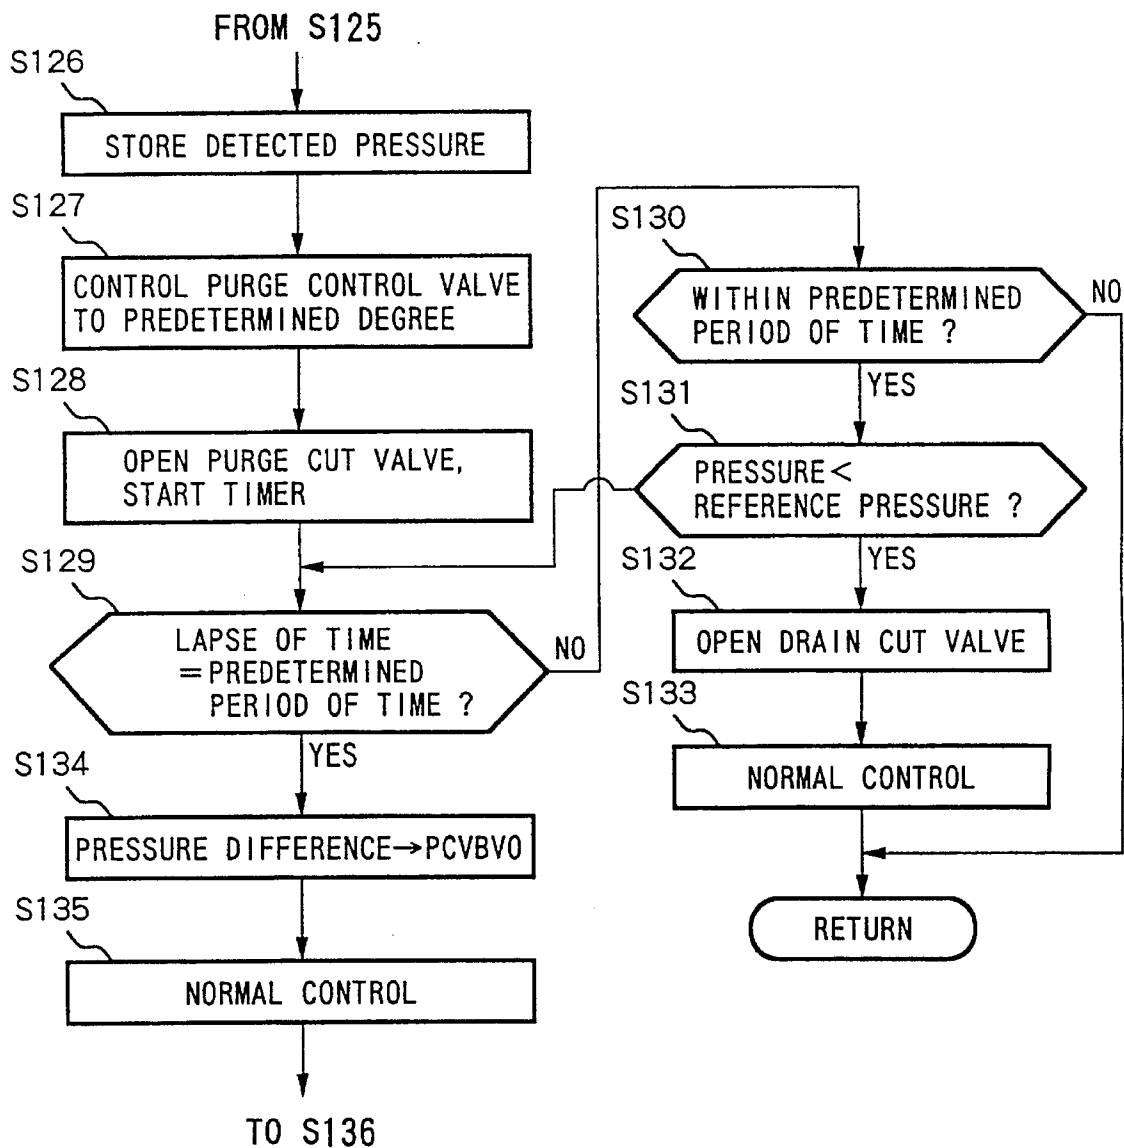 FROM S125
S126
STORE DETECTED PRESSURE
S127
CONTROL PURGE CONTROL VALVE
TO PREDETERMINED DEGREE
S128
OPEN PURGE CUT VALVE,
START TIMER
S129
LAPSE OF TIME
=PREDETERMINED
PERIOD OF TIME ?
NO
YES
S134
PRESSURE DIFFERENCE→PCVBV0
S135
NORMAL CONTROL
TO S136
S130
WITHIN PREDETERMINED
PERIOD OF TIME ?
NO
YES
S131
PRESSURE<
REFERENCE PRESSURE ?
YES
S132
OPEN DRAIN CUT VALVE
S133
NORMAL CONTROL
RETURN